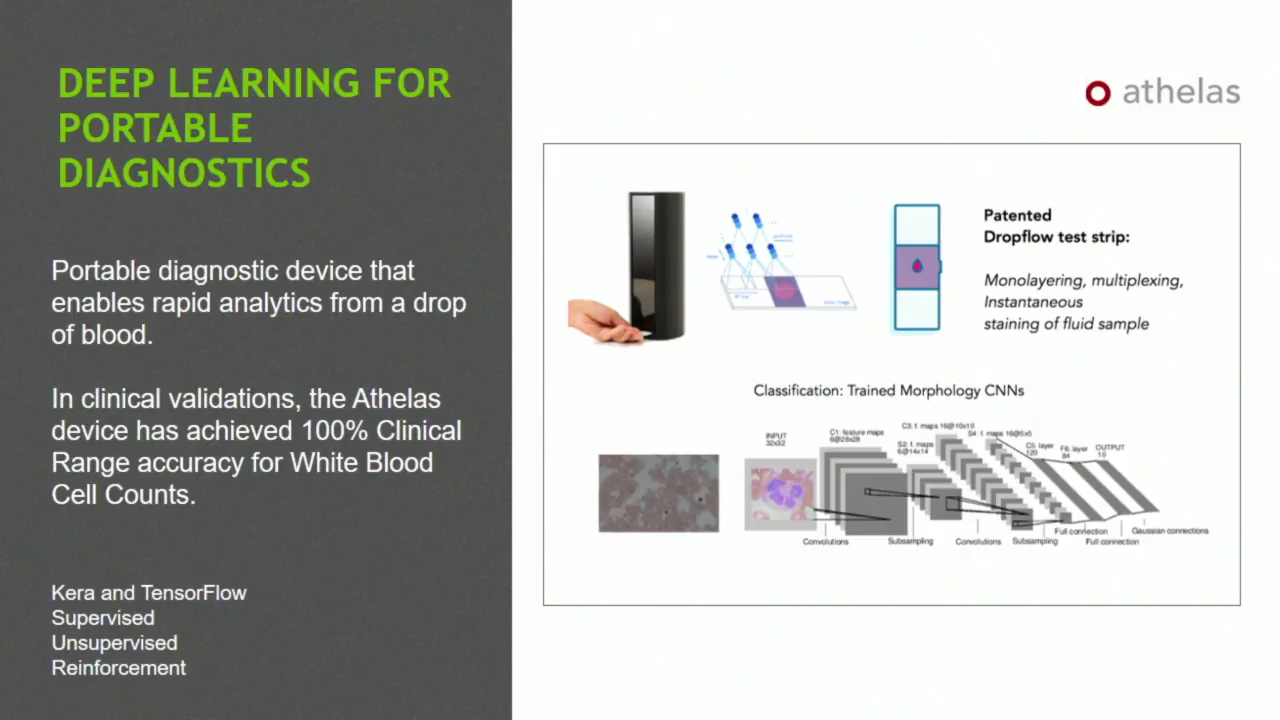 DEEP LEARNING FOR
PORTABLE
DIAGNOSTICS
Portable diagnostic device that
enables rapid analytics from a drop
of blood.
In clinical validations, the Athelas
device has achieved 100% Clinical
Range accuracy for White Blood
Cell Counts.
Kera and TensorFlow
Supervised
Unsupervised
Reinforcement
athelas
Patented
Dropflow test strip:
Monolayering, multiplexing,
Instantaneous
staining of fluid sample
Classification: Trained Morphology CNNs
INPUT
32x32
C1: feature maps
6@28x28
C3: f. maps 16@10x10
S2: f. maps
6@14x14
S4: f. maps 16@5x5
C5: layer
120
F6: layer
84
OUTPUT
10
Convolutions
Subsampling
Convolutions
Subsampling
Full connection
Full connection
Gaussian connections